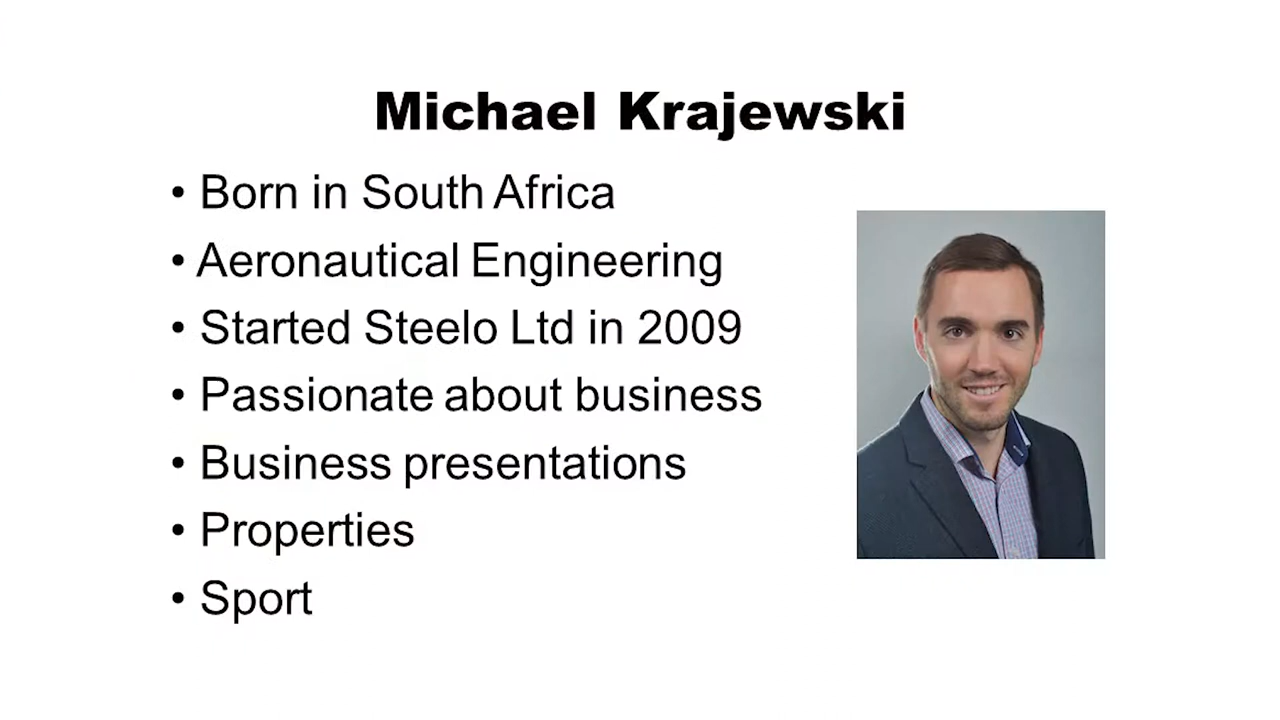 Michael Krajewski
• Born in South Africa
• Aeronautical Engineering
• Started Steelo Ltd in 2009
• Passionate about business
• Business presentations
• Properties
• Sport